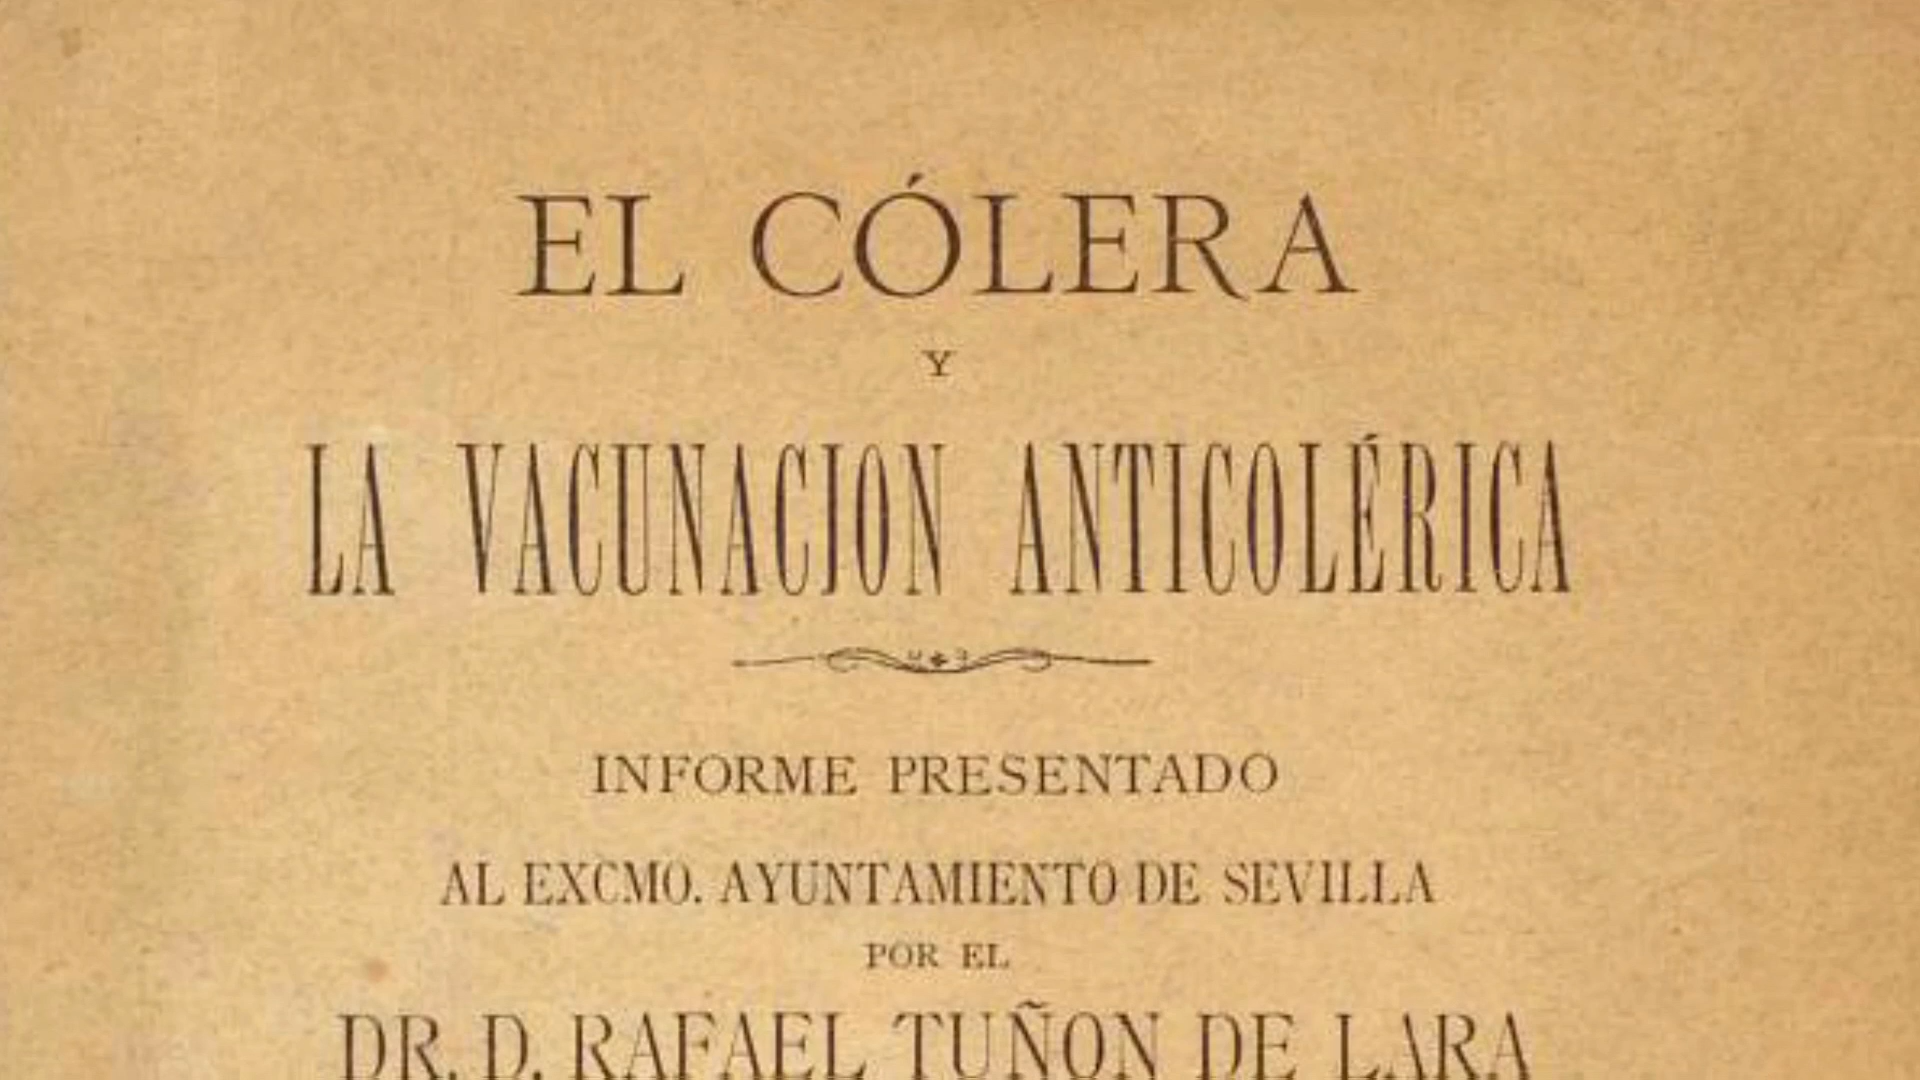 EL CÓLERA
Y
LA VACUNACION ANTICOLÉRICA
INFORME PRESENTADO
AL EXCMO. AYUNTAMIENTO DE SEVILLA
POR EL
DR. D. RAFAEL TUÑON DE LARA